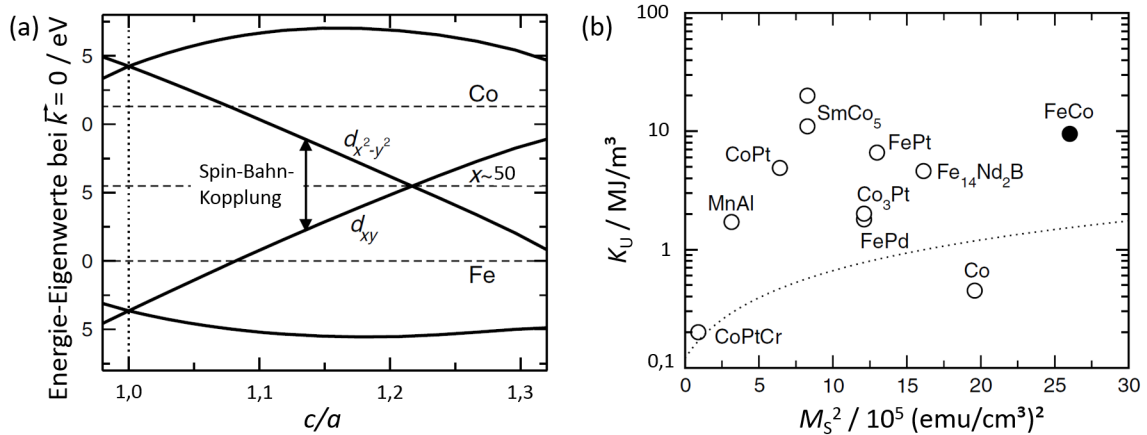 (a)
Energie-Eigenwerte bei k⃗ = 0 / eV
5
0
5
0
5
Co
d_{x²-y²}
Spin-Bahn-
Kopplung
x~50
d_{xy}
Fe
1,0
1,1
1,2
1,3
c/a
(b)
K_U / MJ/m³
100
10
1
0,1
SmCo₅
FeCo
FePt
CoPt
Fe₁₄Nd₂B
MnAl
Co₃Pt
FePd
Co
CoPtCr
0
5
10
15
20
25
30
M_S² / 10⁵ (emu/cm³)²